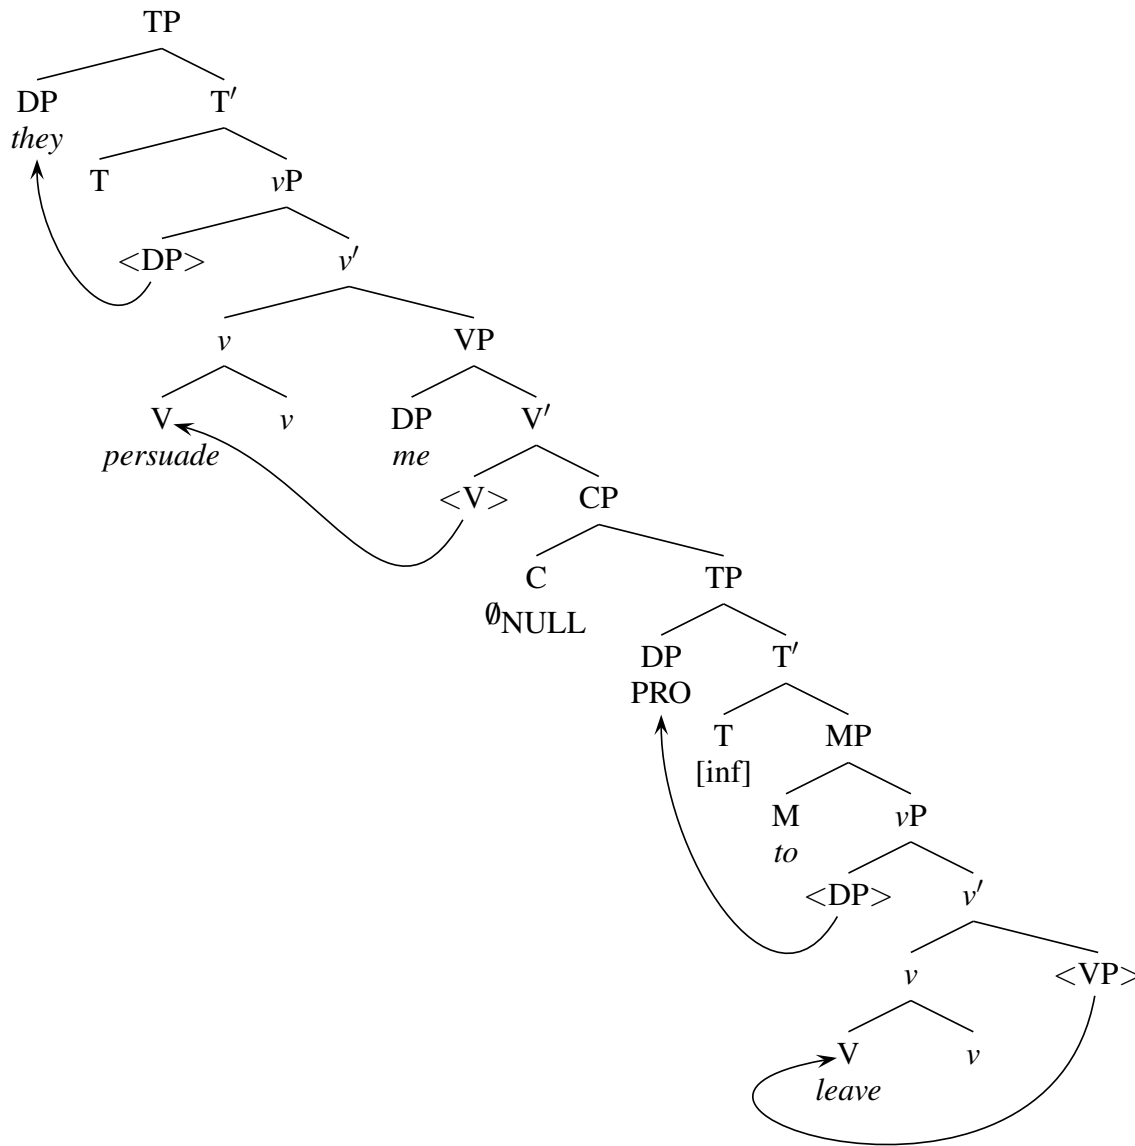 TP
DP T′
they
T vP
<DP> v′
v VP
V v DP V′
persuade me
<V> CP
C TP
∅NULL
DP T′
PRO
T MP
[inf]
M vP
to
<DP> v′
v <VP>
V v
leave